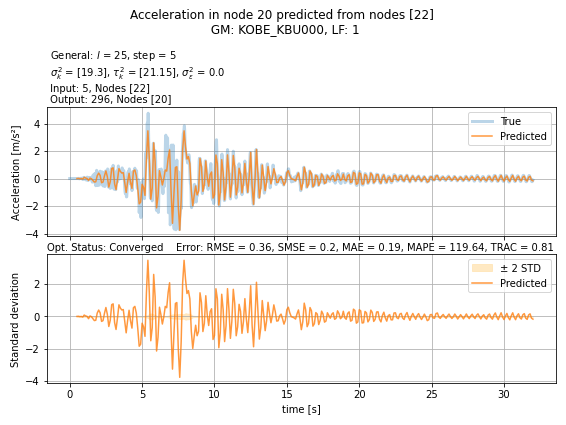 Acceleration in node 20 predicted from nodes [22]
GM: KOBE_KBU000, LF: 1
General: l = 25, step = 5
σ²ₖ = [19.3], τ²ₖ = [21.15], σ²ε = 0.0
Input: 5, Nodes [22]
Output: 296, Nodes [20]
Acceleration [m/s²]
4
2
0
−2
−4
True
Predicted
Opt. Status: Converged Error: RMSE = 0.36, SMSE = 0.2, MAE = 0.19, MAPE = 119.64, TRAC = 0.81
Standard deviation
2
0
−2
−4
± 2 STD
Predicted
0 5 10 15 20 25 30
time [s]